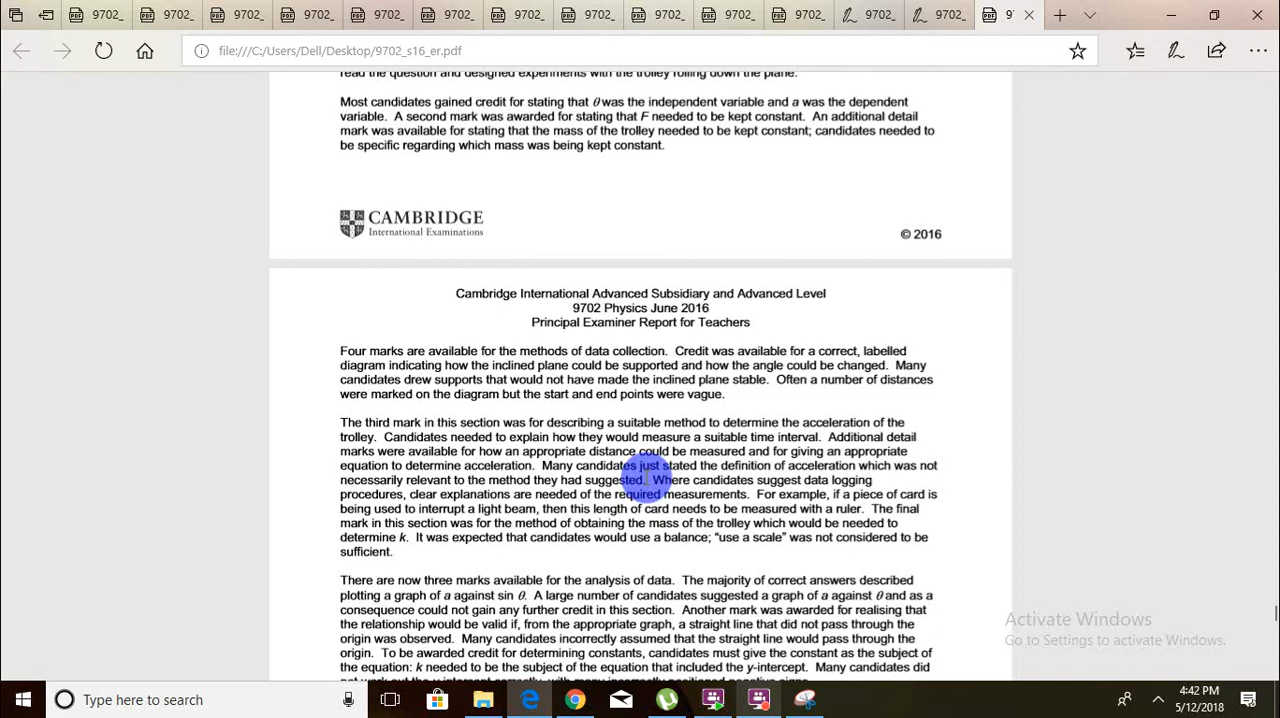 9702_
9702_
9702_
9702_
9702_
9702_
9702_
9702_
9702_
9702_
9702_
9702_
9702_
9
file:///C:/Users/Dell/Desktop/9702_s16_er.pdf
read the question and designed experiments with the trolley rolling down the plane.
Most candidates gained credit for stating that θ was the independent variable and a was the dependent
variable. A second mark was awarded for stating that F needed to be kept constant. An additional detail
mark was available for stating that the mass of the trolley needed to be kept constant; candidates needed to
be specific regarding which mass was being kept constant.
CAMBRIDGE
International Examinations
© 2016
Cambridge International Advanced Subsidiary and Advanced Level
9702 Physics June 2016
Principal Examiner Report for Teachers
Four marks are available for the methods of data collection. Credit was available for a correct, labelled
diagram indicating how the inclined plane could be supported and how the angle could be changed. Many
candidates drew supports that would not have made the inclined plane stable. Often a number of distances
were marked on the diagram but the start and end points were vague.
The third mark in this section was for describing a suitable method to determine the acceleration of the
trolley. Candidates needed to explain how they would measure a suitable time interval. Additional detail
marks were available for how an appropriate distance could be measured and for giving an appropriate
equation to determine acceleration. Many candidates just stated the definition of acceleration which was not
necessarily relevant to the method they had suggested. Where candidates suggest data logging
procedures, clear explanations are needed of the required measurements. For example, if a piece of card is
being used to interrupt a light beam, then this length of card needs to be measured with a ruler. The final
mark in this section was for the method of obtaining the mass of the trolley which would be needed to
determine k. It was expected that candidates would use a balance; “use a scale” was not considered to be
sufficient.
There are now three marks available for the analysis of data. The majority of correct answers described
plotting a graph of a against sin θ. A large number of candidates suggested a graph of a against θ and as a
consequence could not gain any further credit in this section. Another mark was awarded for realising that
the relationship would be valid if, from the appropriate graph, a straight line that did not pass through the
origin was observed. Many candidates incorrectly assumed that the straight line would pass through the
origin. To be awarded credit for determining constants, candidates must give the constant as the subject of
the equation: k needed to be the subject of the equation that included the y-intercept. Many candidates did
not work out the y-intercept correctly, with many incorrectly positioned negative signs.
Activate Windows
Go to Settings to activate Windows.
Type here to search
4:42 PM
5/12/2018